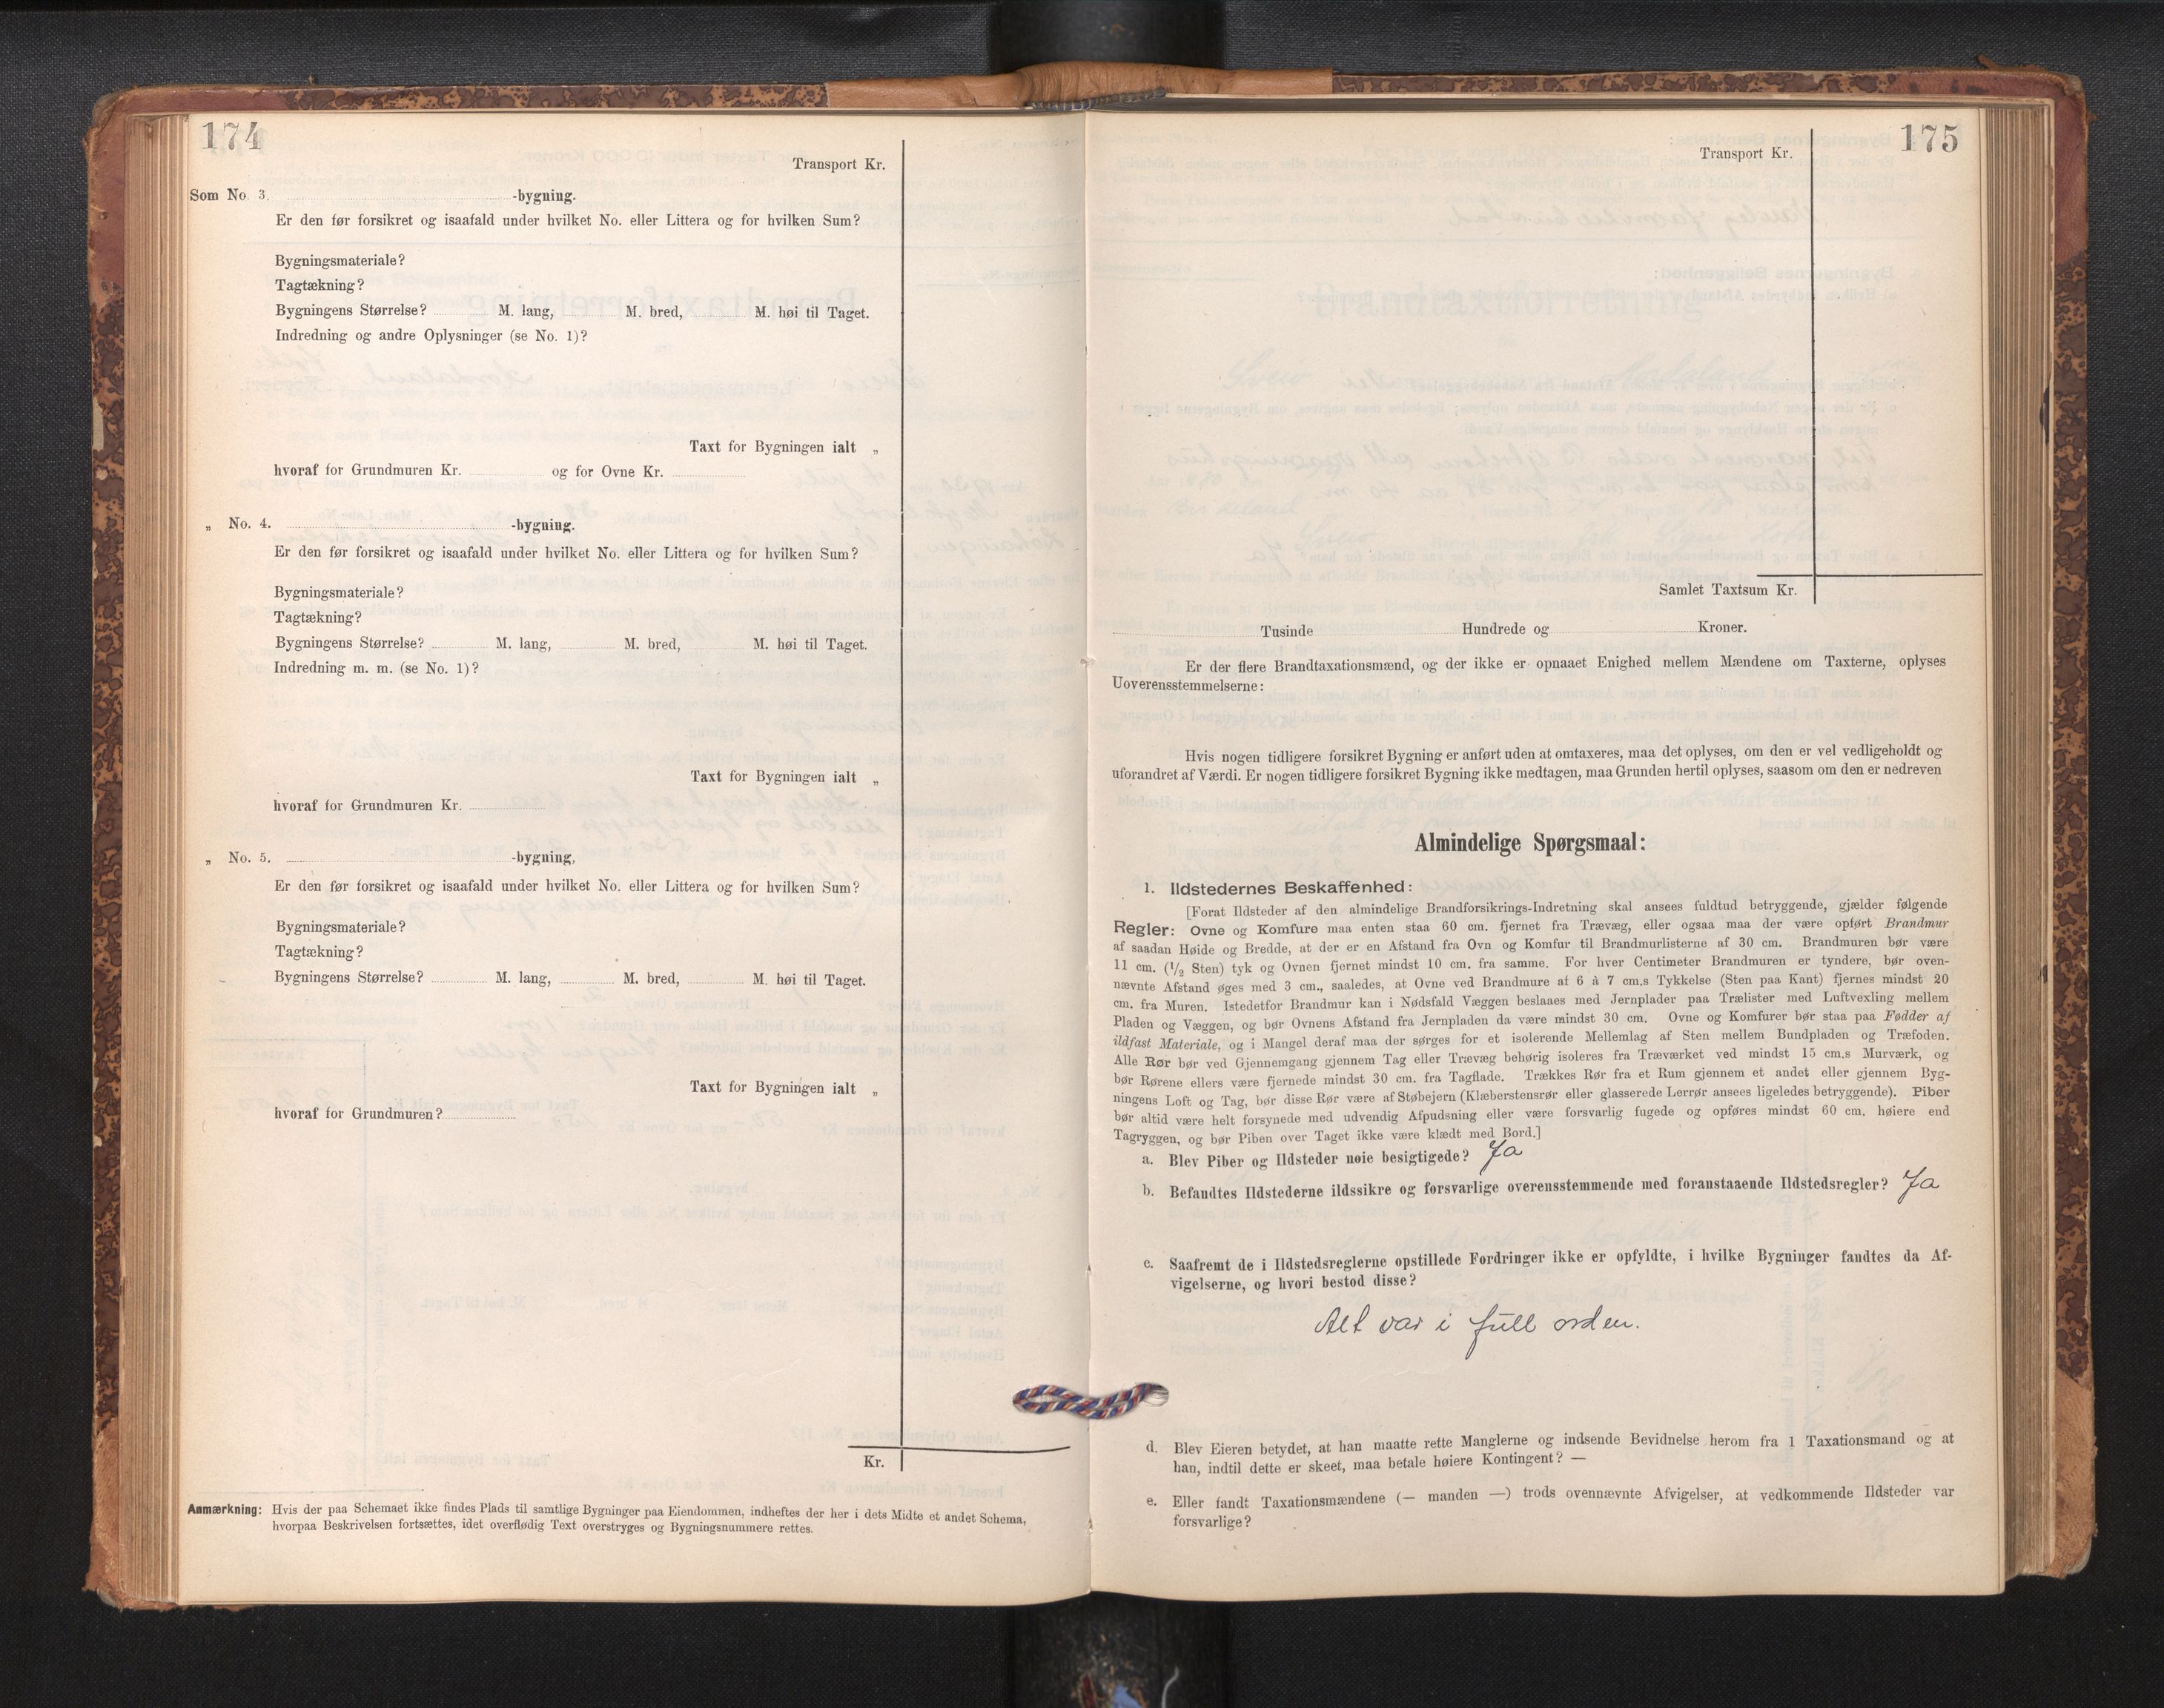 174
Transport Kr.
Som No. 3. -bygning.
Er den før forsikret og isaafald under hvilket No. eller Littera og for hvilken Sum?
Bygningsmateriale?
Tagtækning?
Bygningens Størrelse? M. lang, M. bred, M. høi til Taget.
Indredning og andre Oplysninger (se No. 1)?
Taxt for Bygningen ialt „
hvoraf for Grundmuren Kr. og for Ovne Kr.
„ No. 4. -bygning.
Er den før forsikret og isaafald under hvilket No. eller Littera og for hvilken Sum?
Bygningsmateriale?
Tagtækning?
Bygningens Størrelse? M. lang, M. bred, M. høi til Taget.
Indredning m. m. (se No. 1)?
Taxt for Bygningen ialt „
hvoraf for Grundmuren Kr.
„ No. 5. -bygning,
Er den før forsikret og isaafald under hvilket No. eller Littera og for hvilken Sum?
Bygningsmateriale?
Tagtækning?
Bygningens Størrelse? M. lang, M. bred, M. høi til Taget.
Taxt for Bygningen ialt „
hvoraf for Grundmuren?
Kr.
Anmærkning: Hvis der paa Schemaet ikke findes Plads til samtlige Bygninger paa Eiendommen, indheftes der her i dets Midte et andet Schema,
hvorpaa Beskrivelsen fortsættes, idet overflødig Text overstryges og Bygningsnummere rettes.
175
Transport Kr.
Samlet Taxtsum Kr.
Tusinde Hundrede og Kroner.
Er der flere Brandtaxationsmænd, og der ikke er opnaaet Enighed mellem Mændene om Taxterne, oplyses
Uoverensstemmelserne:
Hvis nogen tidligere forsikret Bygning er anført uden at omtaxeres, maa det oplyses, om den er vel vedligeholdt og
uforandret af Værdi. Er nogen tidligere forsikret Bygning ikke medtagen, maa Grunden hertil oplyses, saasom om den er nedreven
Almindelige Spørgsmaal:
1. Ildstedernes Beskaffenhed:
[Forat Ildsteder af den almindelige Brandforsikrings-Indretning skal ansees fuldtud betryggende, gjælder følgende
Regler: Ovne og Komfure maa enten staa 60 cm. fjernet fra Trævæg, eller ogsaa maa der være opført Brandmur
af saadan Høide og Bredde, at der er en Afstand fra Ovn og Komfur til Brandmurlisterne af 30 cm. Brandmuren bør være
11 cm. (1/2 Sten) tyk og Ovnen fjernet mindst 10 cm. fra samme. For hver Centimeter Brandmuren er tyndere, bør oven-
nævnte Afstand øges med 3 cm., saaledes, at Ovne ved Brandmure af 6 à 7 cm.s Tykkelse (Sten paa Kant) fjernes mindst 20
cm. fra Muren. Istedetfor Brandmur kan i Nødsfald Væggen beslaaes med Jernplader paa Trælister med Luftvexling mellem
Pladen og Væggen, og bør Ovnens Afstand fra Jernpladen da være mindst 30 cm. Ovne og Komfurer bør staa paa Fødder af
ildfast Materiale, og i Mangel deraf maa der sørges for et isolerende Mellemlag af Sten mellem Bundpladen og Træfoden.
Alle Rør bør ved Gjennemgang gjennem Tag eller Trævæg behørig isoleres fra Træværket ved mindst 15 cm.s Murværk, og
bør Rørene ellers være fjernede mindst 30 cm. fra Tagflade. Trækkes Rør fra et Rum gjennem et andet eller gjennem Byg-
ningens Loft og Tag, bør disse Rør være af Støbejern (Klæberstensrør eller glasserede Lerrør ansees ligeledes betryggende). Piber
bør altid være helt forsynede med udvendig Afpudsning eller være forsvarlig fugede og opføres mindst 60 cm. høiere end
Tagryggen, og bør Piben over Taget ikke være klædt med Bord.]
a. Blev Piber og Ildsteder nøie besigtigede? Ja
b. Befandtes Ildstederne ildssikre og forsvarlige overensstemmende med foranstaaende Ildstedsregler? Ja
c. Saafremt de i Ildstedsreglerne opstillede Fordringer ikke er opfyldte, i hvilke Bygninger fandtes da Af-
vigelserne, og hvori bestod disse?
Alt var i full orden.
d. Blev Eieren betydet, at han maatte rette Manglerne og indsende Bevidnelse herom fra 1 Taxationsmand og at
han, indtil dette er skeet, maa betale høiere Kontingent? —
e. Eller fandt Taxationsmændene (— manden —) trods ovennævnte Afvigelser, at vedkommende Ildsteder var
forsvarlige?